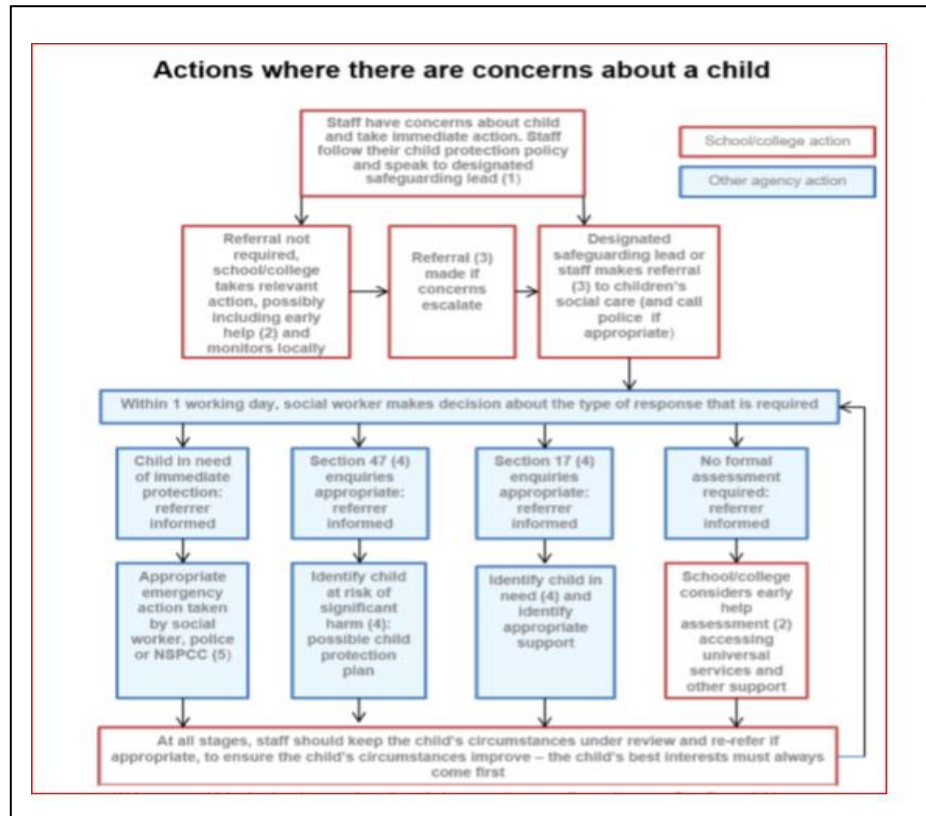 Actions where there are concerns about a child
Staff have concerns about child
and take immediate action. Staff
follow their child protection policy
and speak to designated
safeguarding lead (1)
School/college action
Other agency action
Referral not
required,
school/college
takes relevant
action, possibly
including early
help (2) and
monitors locally
Referral (3)
made if
concerns
escalate
Designated
safeguarding lead or
staff makes referral
(3) to children's
social care (and call
police if
appropriate)
Within 1 working day, social worker makes decision about the type of response that is required
Child in need
of immediate
protection:
referrer
informed
Section 47 (4)
enquiries
appropriate:
referrer
informed
Section 17 (4)
enquiries
appropriate:
referrer
informed
No formal
assessment
required:
referrer
informed
Appropriate
emergency
action taken
by social
worker, police
or NSPCC (5)
Identify child
at risk of
significant
harm (4):
possible child
protection
plan
Identify child in
need (4) and
identify
appropriate
support
School/college
considers early
help
assessment (2)
accessing
universal
services and
other support
At all stages, staff should keep the child's circumstances under review and re-refer if
appropriate, to ensure the child's circumstances improve – the child's best interests must always
come first